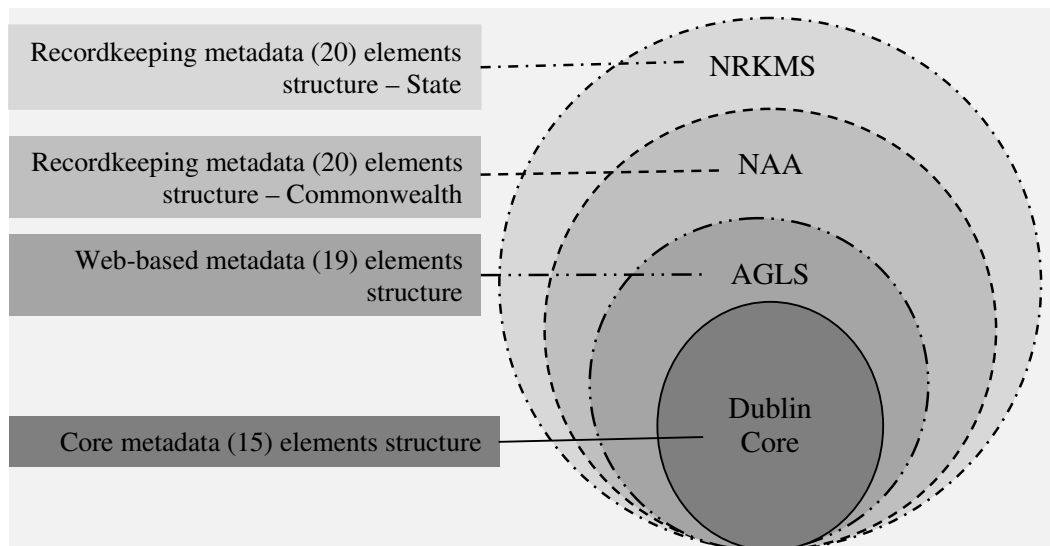 Recordkeeping metadata (20) elements
structure – State
NRKMS
Recordkeeping metadata (20) elements
structure – Commonwealth
NAA
Web-based metadata (19) elements
structure
AGLS
Core metadata (15) elements structure
Dublin
Core